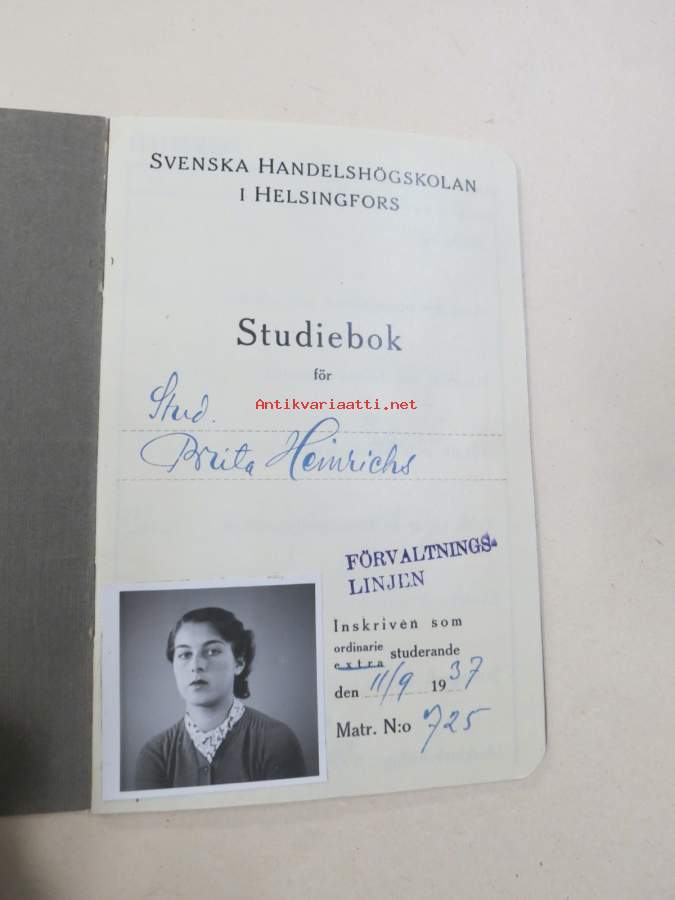 SVENSKA HANDELSHÖGSKOLAN
I HELSINGFORS
Studiebok
för
Stud.
Antikvariaatti.net
Brita Heinrichs
FÖRVALTNINGS-
LINJEN
Inskriven som
ordinarie
extra studerande
den 11/9 1937
Matr. N:o 725